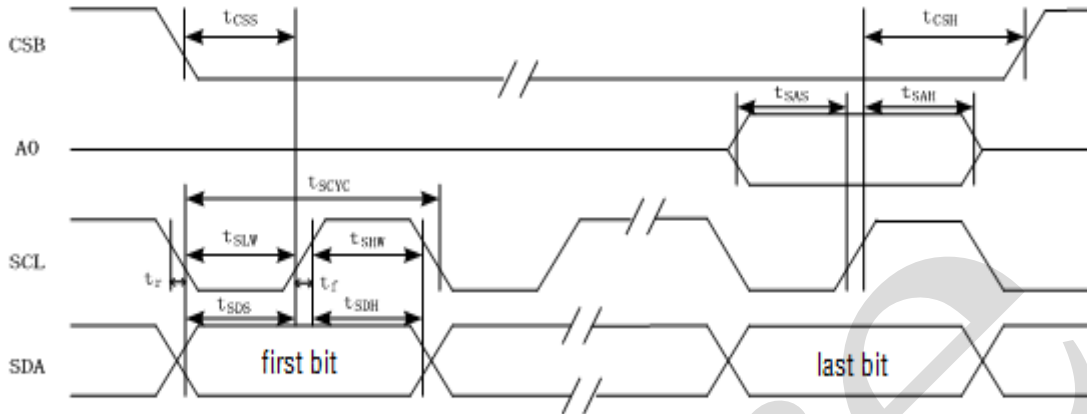 tCSS
tCSH
CSB
tSAS
tSAH
A0
tSCYC
tSLW
tSHW
SCL
tr
tf
tSDS
tSDH
SDA
first bit
last bit